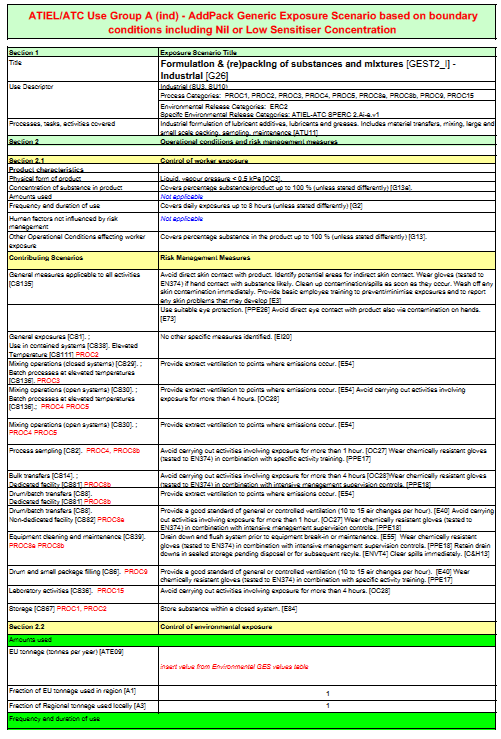 ATIEL/ATC Use Group A (ind) - AddPack Generic Exposure Scenario based on boundary
conditions including Nil or Low Sensitiser Concentration
Section 1 Exposure Scenario Title
Title Formulation & (re)packing of substances and mixtures [GEST2_I] -
Industrial [G26]
Use Descriptor Industrial (SU3, SU10)
Process Categories: PROC1, PROC2, PROC3, PROC4, PROC5, PROC8a, PROC8b, PROC9, PROC15
Environmental Release Categories: ERC2
Specific Environmental Release Categories: ATIEL-ATC SPERC 2.Ai-a.v1
Processes, tasks, activities covered Industrial formulation of lubricant additives, lubricants and greases. Includes material transfers, mixing, large and
small scale packing, sampling, maintenance [ATU11]
Section 2 Operational conditions and risk management measures
Section 2.1 Control of worker exposure
Product characteristics
Physical form of product Liquid, vapour pressure < 0.5 kPa [OC3].
Concentration of substance in product Covers percentage substance/product up to 100 % (unless stated differently) [G13a].
Amounts used Not applicable
Frequency and duration of use Covers daily exposures up to 8 hours (unless stated differently) [G2]
Human factors not influenced by risk Not applicable
management
Other Operational Conditions affecting worker Covers percentage substance in the product up to 100 % (unless stated differently) [G13].
exposure
Contributing Scenarios Risk Management Measures
General measures applicable to all activities Avoid direct skin contact with product. Identify potential areas for indirect skin contact. Wear gloves (tested to
[CS135] EN374) if hand contact with substance likely. Clean up contamination/spills as soon as they occur. Wash off any
skin contamination immediately. Provide basic employee training to prevent/minimise exposures and to report
any skin problems that may develop [E3]
Use suitable eye protection. [PPE26] Avoid direct eye contact with product also via contamination on hands.
[E73]
General exposures [CS1]. ; No other specific measures identified. [EI20]
Use in contained systems [CS38]. Elevated
Temperature [CS111] PROC2
Mixing operations (closed systems) [CS29]. ; Provide extract ventilation to points where emissions occur. [E54]
Batch processes at elevated temperatures
[CS136]. PROC3
Mixing operations (open systems) [CS30]. ; Provide extract ventilation to points where emissions occur. [E54] Avoid carrying out activities involving
Batch processes at elevated temperatures exposure for more than 4 hours. [OC28]
[CS136].; PROC4 PROC5
Mixing operations (open systems) [CS30]. ; Provide extract ventilation to points where emissions occur. [E54]
PROC4 PROC5
Process sampling [CS2]. PROC4, PROC8b Avoid carrying out activities involving exposure for more than 1 hour. [OC27] Wear chemically resistant gloves
(tested to EN374) in combination with specific activity training. [PPE17]
Bulk transfers [CS14]. ; Avoid carrying out activities involving exposure for more than 4 hours [OC28]Wear chemically resistant gloves
Dedicated facility [CS81] PROC8b (tested to EN374) in combination with intensive management supervision controls. [PPE18]
Drum/batch transfers [CS8]. Provide extract ventilation to points where emissions occur. [E54]
Dedicated facility [CS81] PROC8b
Drum/batch transfers [CS8]. Provide a good standard of general or controlled ventilation (10 to 15 air changes per hour). [E40] Avoid carrying
Non-dedicated facility [CS82] PROC8a out activities involving exposure for more than 1 hour. [OC27] Wear chemically resistant gloves (tested to
EN374) in combination with intensive management supervision controls. [PPE18]
Equipment cleaning and maintenance [CS39]. Drain down and flush system prior to equipment break-in or maintenance. [E55] Wear chemically resistant
PROC8a PROC8b gloves (tested to EN374) in combination with intensive management supervision controls. [PPE18] Retain drain
downs in sealed storage pending disposal or for subsequent recycle. [ENVT4] Clear spills immediately. [C&H13]
Drum and small package filling [CS6]. PROC9 Provide a good standard of general or controlled ventilation (10 to 15 air changes per hour). [E40] Wear
chemically resistant gloves (tested to EN374) in combination with specific activity training. [PPE17]
Laboratory activities [CS36]. PROC15 Avoid carrying out activities involving exposure for more than 4 hours. [OC28]
Storage [CS67] PROC1, PROC2 Store substance within a closed system. [E84]
Section 2.2 Control of environmental exposure
Amounts used
EU tonnage (tonnes per year) [ATE09] insert value from Environmental GES values table
Fraction of EU tonnage used in region [A1] 1
Fraction of Regional tonnage used locally [A3] 1
Frequency and duration of use